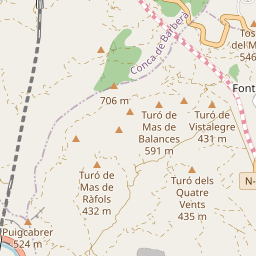 Conca de Barberà
Tos
del M
546
Font
706 m
Turó de
Mas de
Balances
591 m
Turó de
Vistalegre
431 m
Turó de
Mas de
Ràfols
432 m
Turó dels
Quatre
Vents
435 m
N-
Puigcabrer
524 m